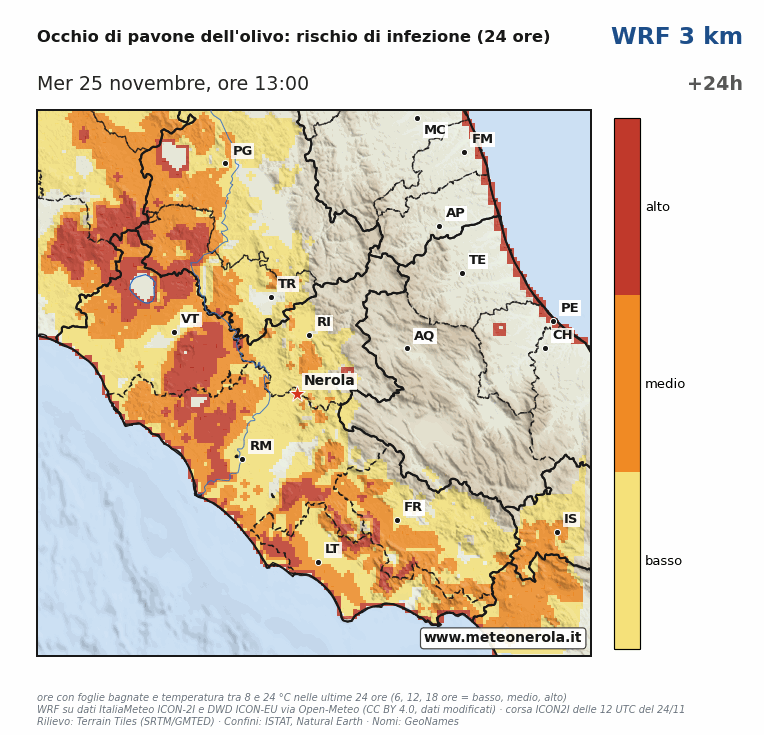 Occhio di pavone dell'olivo: rischio di infezione (24 ore)
WRF 3 km
Mer 25 novembre, ore 13:00
+24h
MC
FM
PG
AP
TE
TR
PE
VT
RI
AQ
CH
Nerola
RM
FR
IS
LT
www.meteonerola.it
alto
medio
basso
ore con foglie bagnate e temperatura tra 8 e 24 °C nelle ultime 24 ore (6, 12, 18 ore = basso, medio, alto)
WRF su dati ItaliaMeteo ICON-2I e DWD ICON-EU via Open-Meteo (CC BY 4.0, dati modificati) · corsa ICON2I delle 12 UTC del 24/11
Rilievo: Terrain Tiles (SRTM/GMTED) · Confini: ISTAT, Natural Earth · Nomi: GeoNames